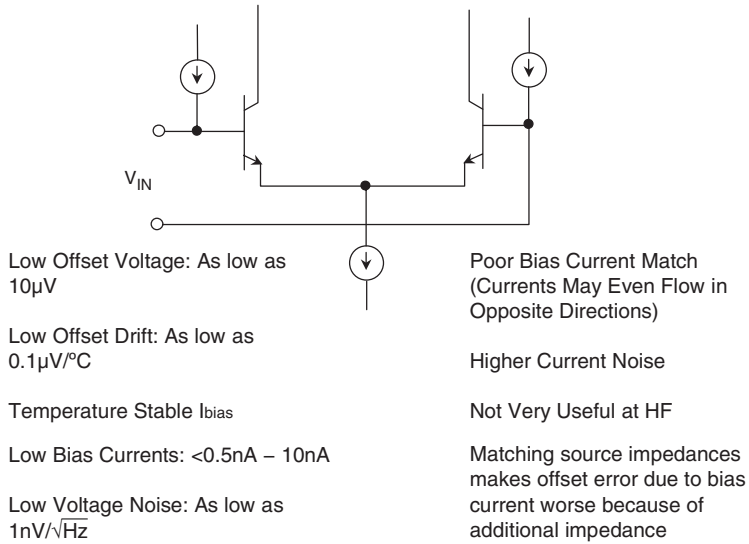 V_IN
Low Offset Voltage: As low as
10µV
Low Offset Drift: As low as
0.1µV/ºC
Temperature Stable Ibias
Low Bias Currents: <0.5nA – 10nA
Low Voltage Noise: As low as
1nV/√Hz
Poor Bias Current Match
(Currents May Even Flow in
Opposite Directions)
Higher Current Noise
Not Very Useful at HF
Matching source impedances
makes offset error due to bias
current worse because of
additional impedance